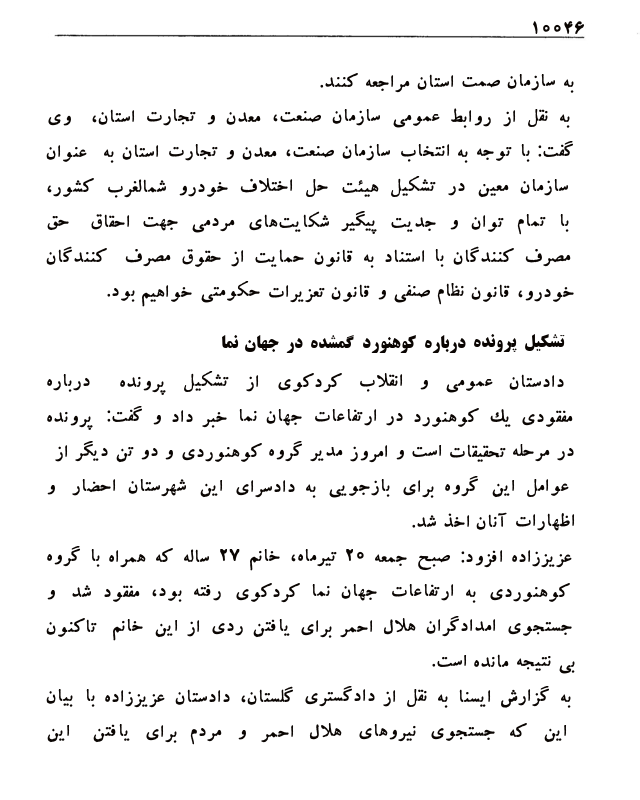 ۱۰۰۴۶
به سازمان صمت استان مراجعه کنند.
به نقل از روابط عمومی سازمان صنعت، معدن و تجارت استان، وی
گفت: با توجه به انتخاب سازمان صنعت، معدن و تجارت استان به عنوان
سازمان معین در تشکیل هیئت حل اختلاف خودرو شمالغرب کشور،
با تمام توان و جدیت پیگیر شکایت‌های مردمی جهت احقاق حق
مصرف کنندگان با استناد به قانون حمایت از حقوق مصرف کنندگان
خودرو، قانون نظام صنفی و قانون تعزیرات حکومتی خواهیم بود.
تشکیل پرونده درباره کوهنورد گمشده در جهان نما
دادستان عمومی و انقلاب کردکوی از تشکیل پرونده درباره
مفقودی یك کوهنورد در ارتفاعات جهان نما خبر داد و گفت: پرونده
در مرحله تحقیقات است و امروز مدیر گروه کوهنوردی و دو تن دیگر از
عوامل این گروه برای بازجویی به دادسرای این شهرستان احضار و
اظهارات آنان اخذ شد.
عزیززاده افزود: صبح جمعه ۲۰ تیرماه، خانم ۲۷ ساله که همراه با گروه
کوهنوردی به ارتفاعات جهان نما کردکوی رفته بود، مفقود شد و
جستجوی امدادگران هلال احمر برای یافتن ردی از این خانم تاکنون
بی نتیجه مانده است.
به گزارش ایسنا به نقل از دادگستری گلستان، دادستان عزیززاده با بیان
این که جستجوی نیروهای هلال احمر و مردم برای یافتن این